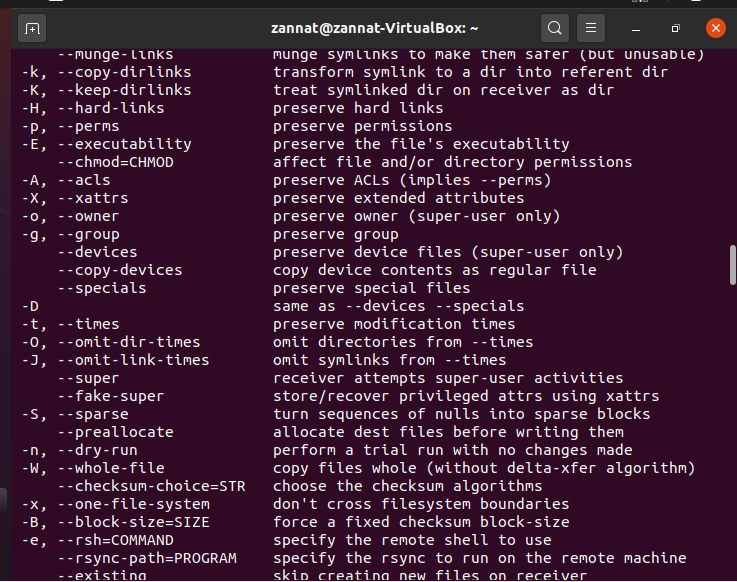 zannat@zannat-VirtualBox: ~
--munge-links munge symlinks to make them safer (but unusable)
-k, --copy-dirlinks transform symlink to a dir into referent dir
-K, --keep-dirlinks treat symlinked dir on receiver as dir
-H, --hard-links preserve hard links
-p, --perms preserve permissions
-E, --executability preserve the file's executability
--chmod=CHMOD affect file and/or directory permissions
-A, --acls preserve ACLs (implies --perms)
-X, --xattrs preserve extended attributes
-o, --owner preserve owner (super-user only)
-g, --group preserve group
--devices preserve device files (super-user only)
--copy-devices copy device contents as regular file
--specials preserve special files
-D same as --devices --specials
-t, --times preserve modification times
-O, --omit-dir-times omit directories from --times
-J, --omit-link-times omit symlinks from --times
--super receiver attempts super-user activities
--fake-super store/recover privileged attrs using xattrs
-S, --sparse turn sequences of nulls into sparse blocks
--preallocate allocate dest files before writing them
-n, --dry-run perform a trial run with no changes made
-W, --whole-file copy files whole (without delta-xfer algorithm)
--checksum-choice=STR choose the checksum algorithms
-x, --one-file-system don't cross filesystem boundaries
-B, --block-size=SIZE force a fixed checksum block-size
-e, --rsh=COMMAND specify the remote shell to use
--rsync-path=PROGRAM specify the rsync to run on the remote machine
--existing skip creating new files on receiver